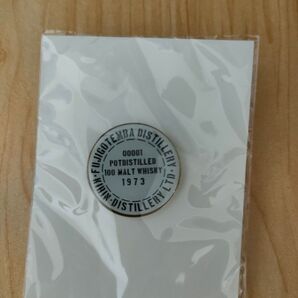 FUJIGOTEMBA DISTILLERY
00001
POTDISTILLED
100 MALT WHISKY
1973
KIRIN DISTILLERY LTD.